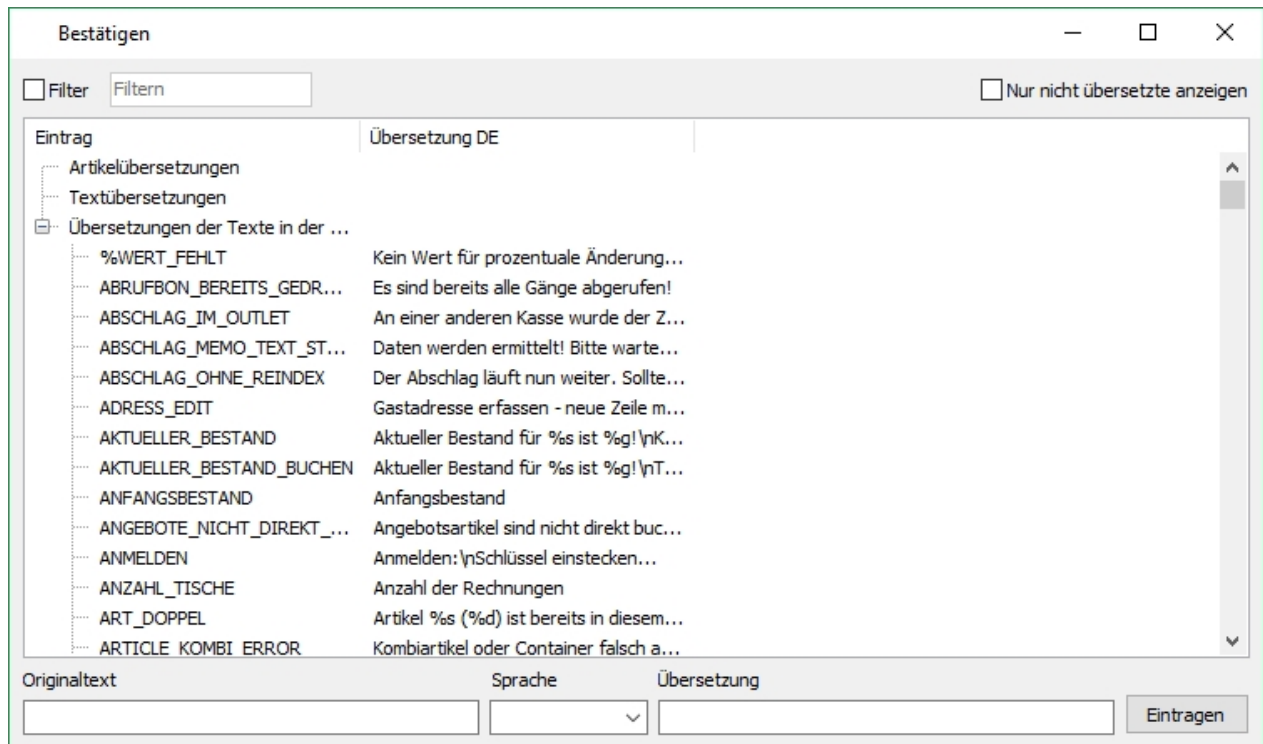 Bestätigen
Filter Filtern Nur nicht übersetzte anzeigen
Eintrag Übersetzung DE
Artikelübersetzungen
Textübersetzungen
Übersetzungen der Texte in der ...
%WERT_FEHLT Kein Wert für prozentuale Änderung...
ABRUFBON_BEREITS_GEDR... Es sind bereits alle Gänge abgerufen!
ABSCHLAG_IM_OUTLET An einer anderen Kasse wurde der Z...
ABSCHLAG_MEMO_TEXT_ST... Daten werden ermittelt! Bitte warte...
ABSCHLAG_OHNE_REINDEX Der Abschlag läuft nun weiter. Sollte...
ADRESS_EDIT Gastadresse erfassen - neue Zeile m...
AKTUELLER_BESTAND Aktueller Bestand für %s ist %g!\nK...
AKTUELLER_BESTAND_BUCHEN Aktueller Bestand für %s ist %g!\nT...
ANFANGSBESTAND Anfangsbestand
ANGEBOTE_NICHT_DIREKT_... Angebotsartikel sind nicht direkt buc...
ANMELDEN Anmelden:\nSchlüssel einstecken...
ANZAHL_TISCHE Anzahl der Rechnungen
ART_DOPPEL Artikel %s (%d) ist bereits in diesem...
ARTICLE_KOMBI_ERROR Kombiartikel oder Container falsch a...
Originaltext Sprache Übersetzung
Eintragen